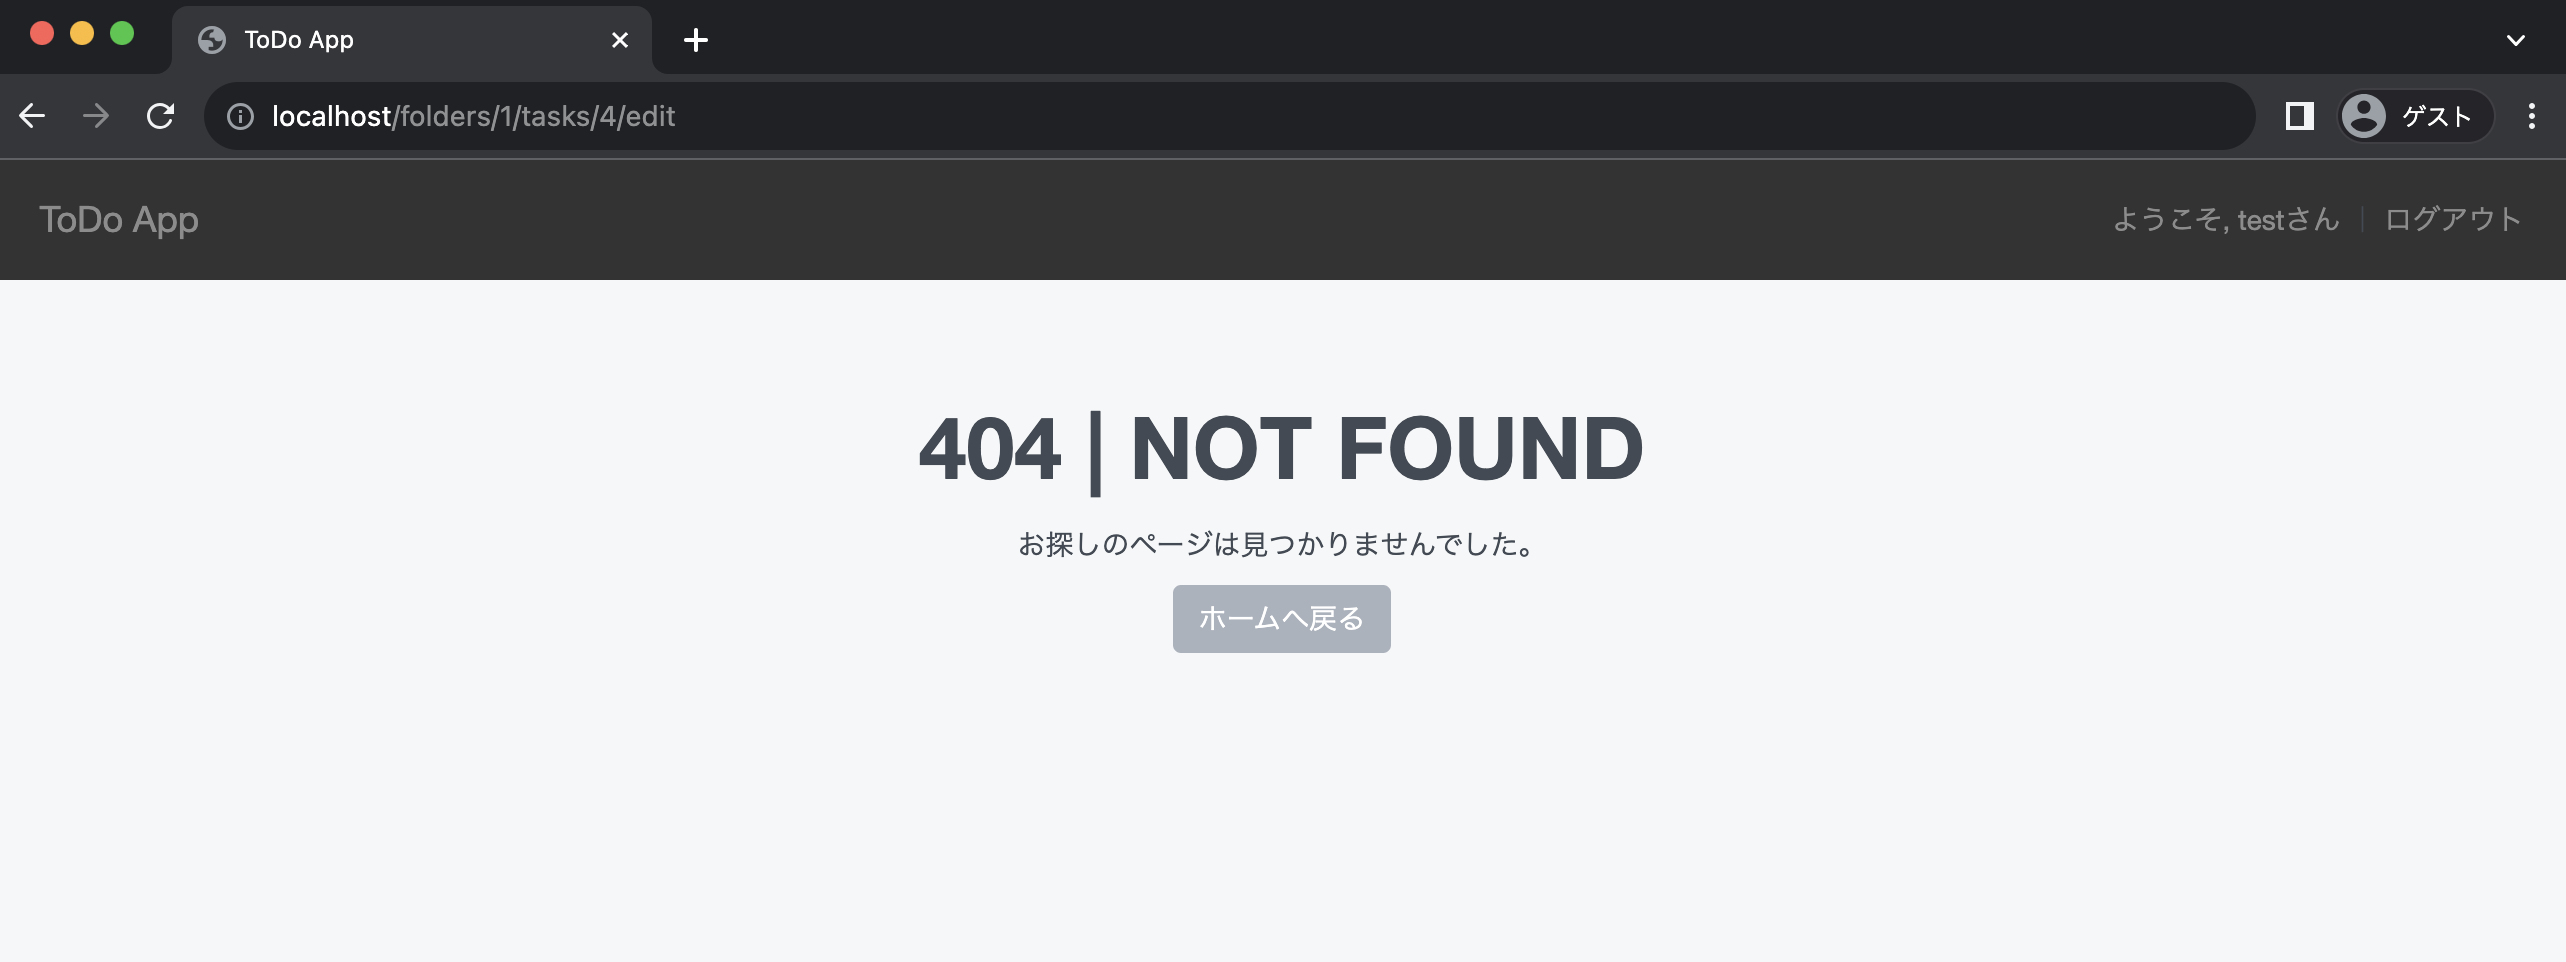 ToDo App
localhost/folders/1/tasks/4/edit
ゲスト
ToDo App
ようこそ, testさん | ログアウト
404 | NOT FOUND
お探しのページは見つかりませんでした。
ホームへ戻る